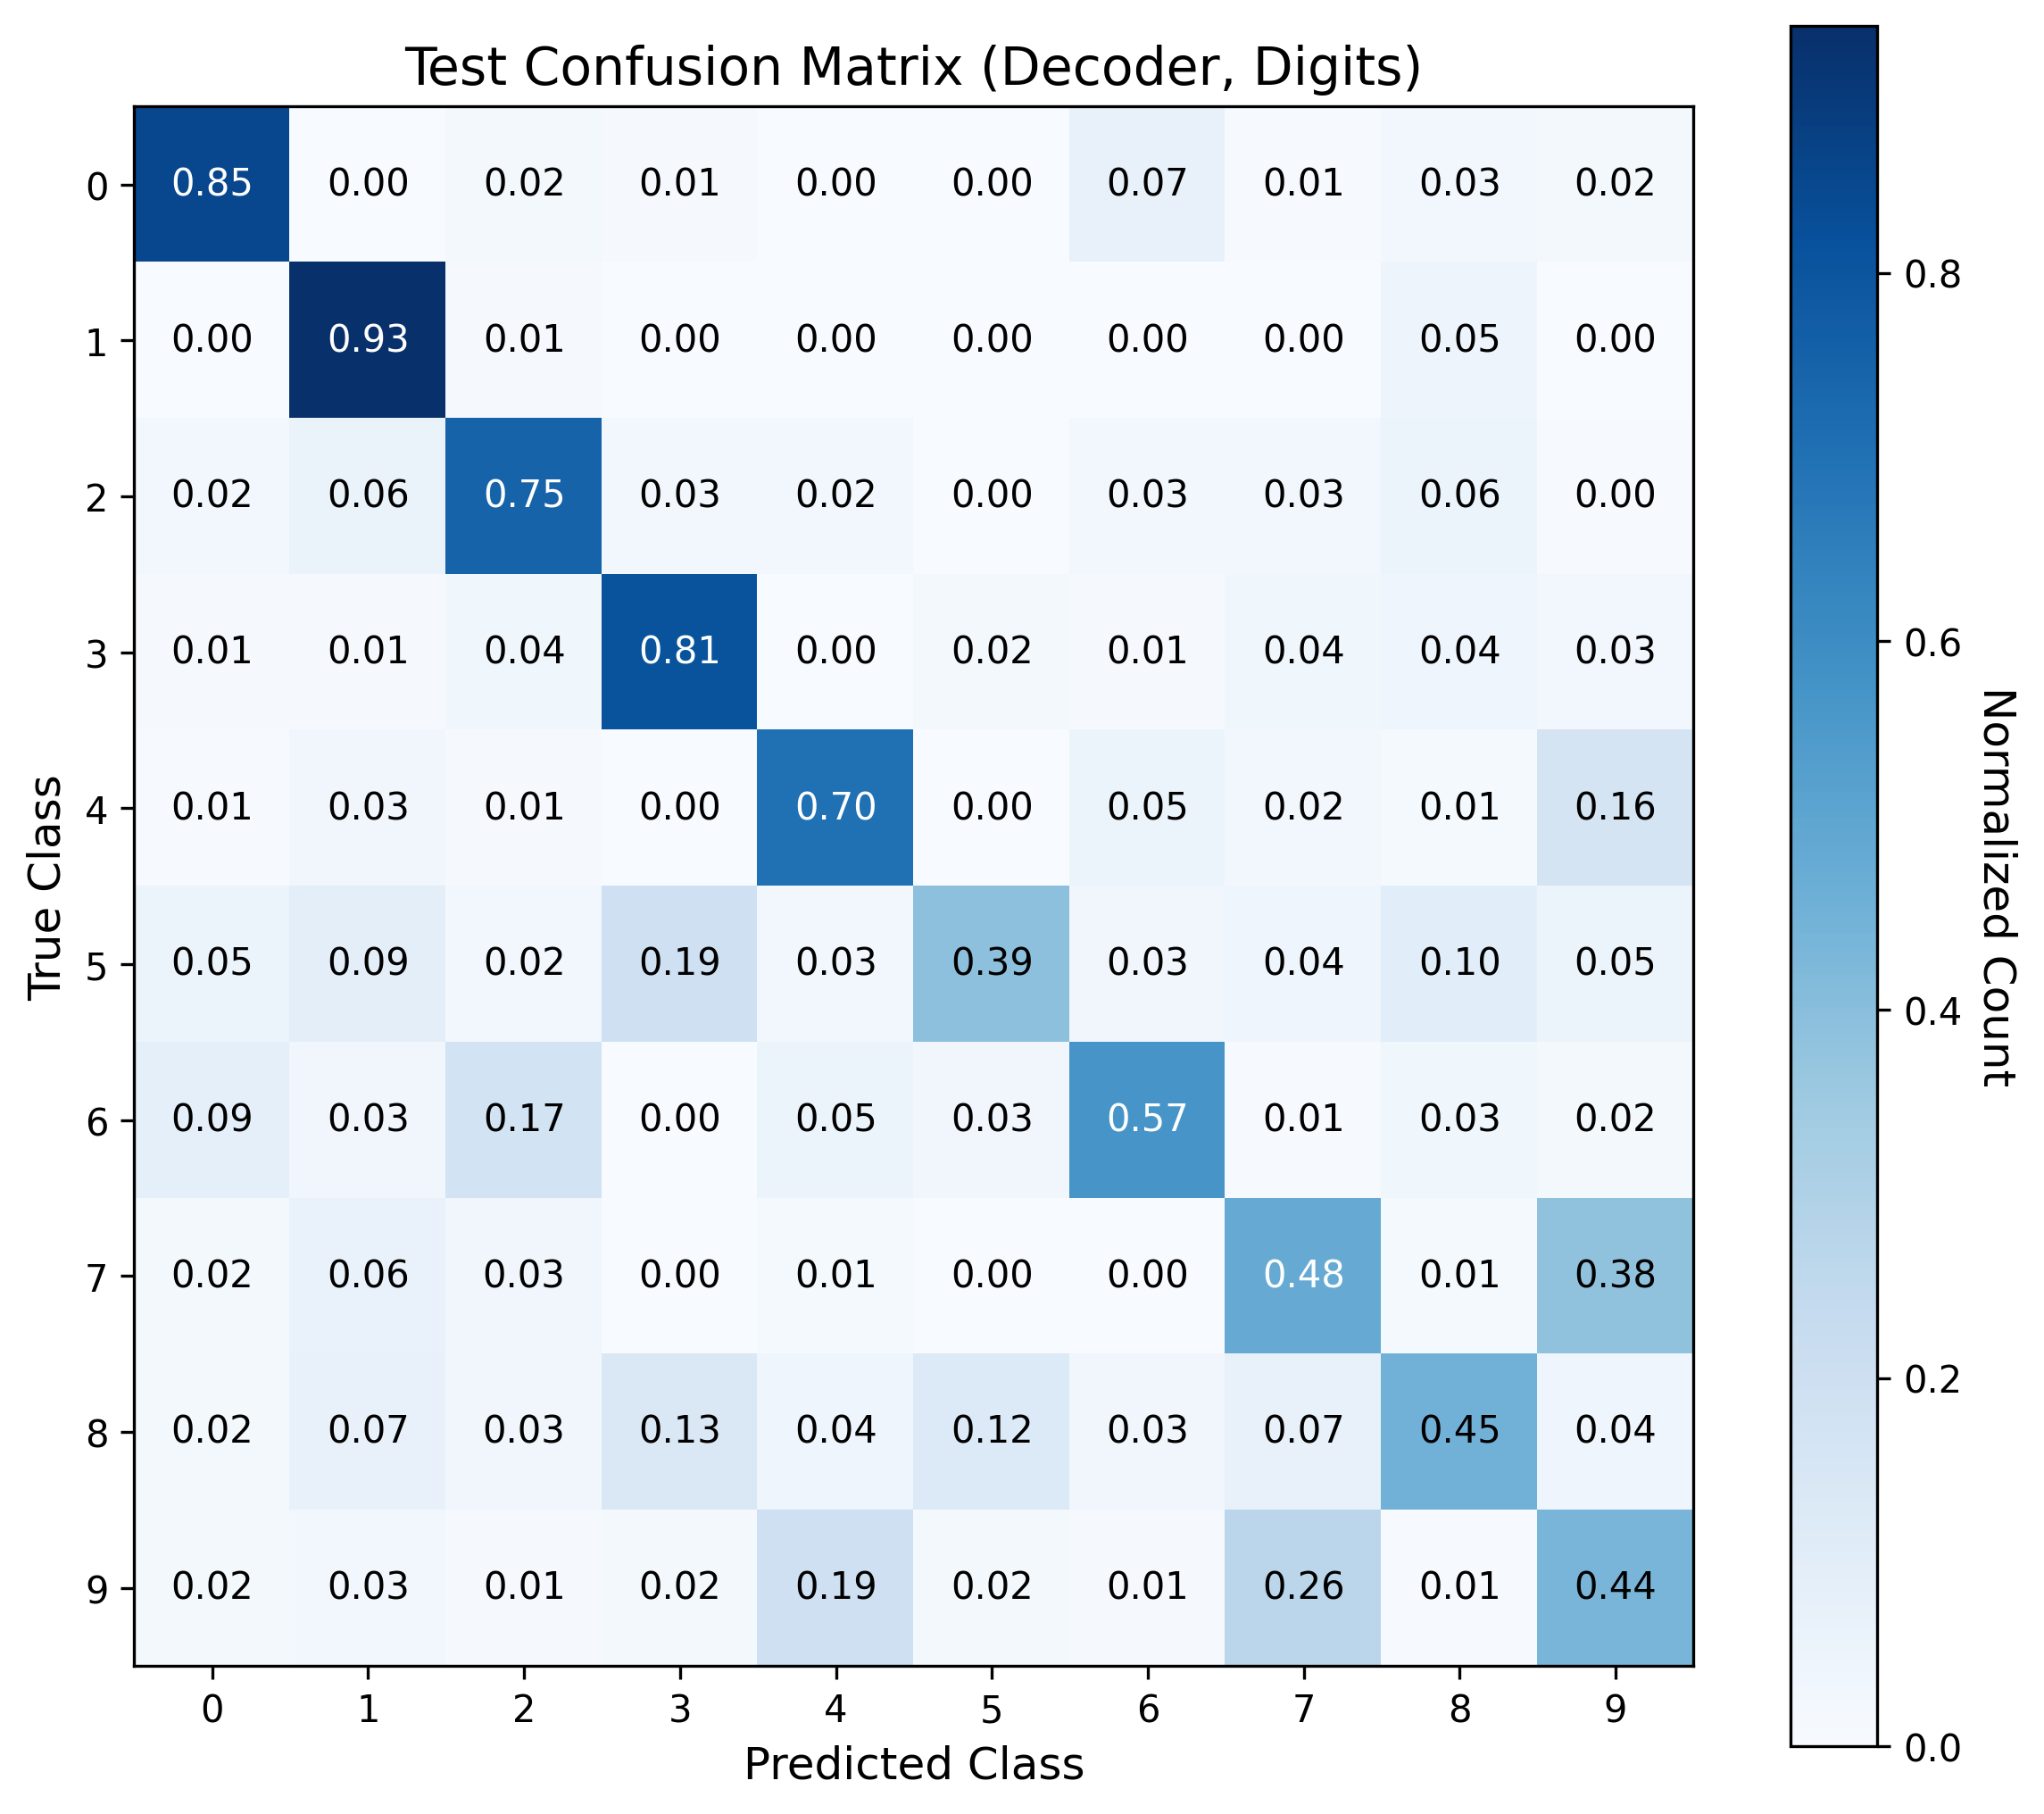 Test Confusion Matrix (Decoder, Digits)
0 0.85 0.00 0.02 0.01 0.00 0.00 0.07 0.01 0.03 0.02
1 0.00 0.93 0.01 0.00 0.00 0.00 0.00 0.00 0.05 0.00
2 0.02 0.06 0.75 0.03 0.02 0.00 0.03 0.03 0.06 0.00
3 0.01 0.01 0.04 0.81 0.00 0.02 0.01 0.04 0.04 0.03
4 0.01 0.03 0.01 0.00 0.70 0.00 0.05 0.02 0.01 0.16
5 0.05 0.09 0.02 0.19 0.03 0.39 0.03 0.04 0.10 0.05
6 0.09 0.03 0.17 0.00 0.05 0.03 0.57 0.01 0.03 0.02
7 0.02 0.06 0.03 0.00 0.01 0.00 0.00 0.48 0.01 0.38
8 0.02 0.07 0.03 0.13 0.04 0.12 0.03 0.07 0.45 0.04
9 0.02 0.03 0.01 0.02 0.19 0.02 0.01 0.26 0.01 0.44
0 1 2 3 4 5 6 7 8 9
Predicted Class
True Class
0.8
0.6
0.4
0.2
0.0
Normalized Count